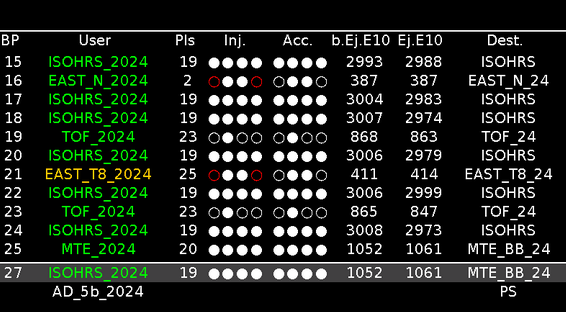 BP User Pls Inj. Acc. b.Ej.E10 Ej.E10 Dest.
15 ISOHRS_2024 19 2993 2988 ISOHRS
16 EAST_N_2024 2 387 387 EAST_N_24
17 ISOHRS_2024 19 3004 2983 ISOHRS
18 ISOHRS_2024 19 3007 2974 ISOHRS
19 TOF_2024 23 868 863 TOF_24
20 ISOHRS_2024 19 3006 2979 ISOHRS
21 EAST_T8_2024 25 411 414 EAST_T8_24
22 ISOHRS_2024 19 3006 2999 ISOHRS
23 TOF_2024 23 865 847 TOF_24
24 ISOHRS_2024 19 3008 2973 ISOHRS
25 MTE_2024 20 1052 1061 MTE_BB_24
27 ISOHRS_2024 19 1052 1061 MTE_BB_24
AD_5b_2024 PS